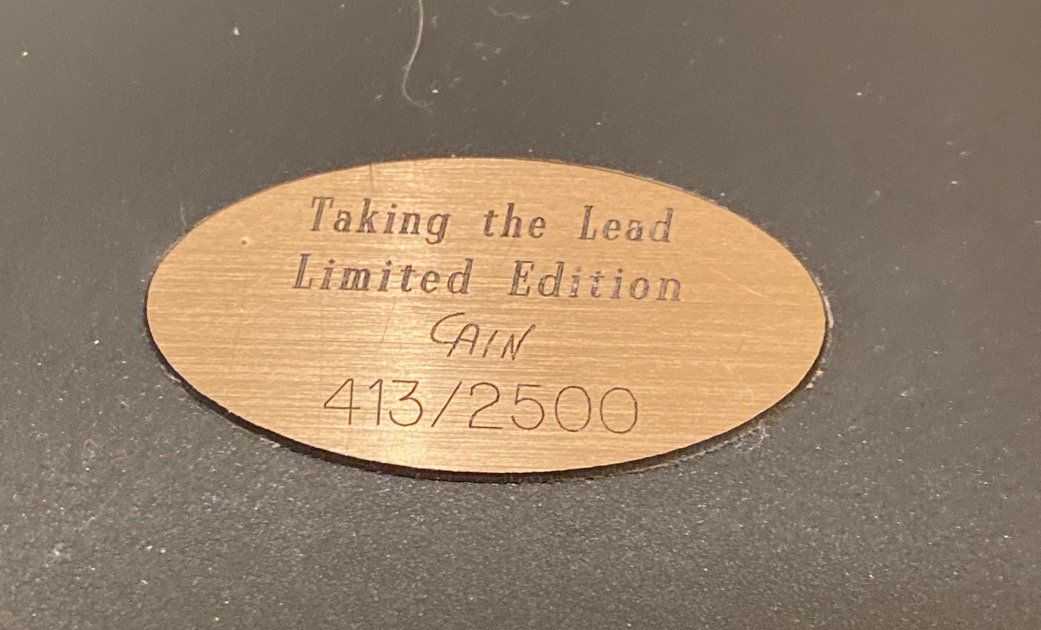 Taking the Lead
Limited Edition
CAIN
413/2500